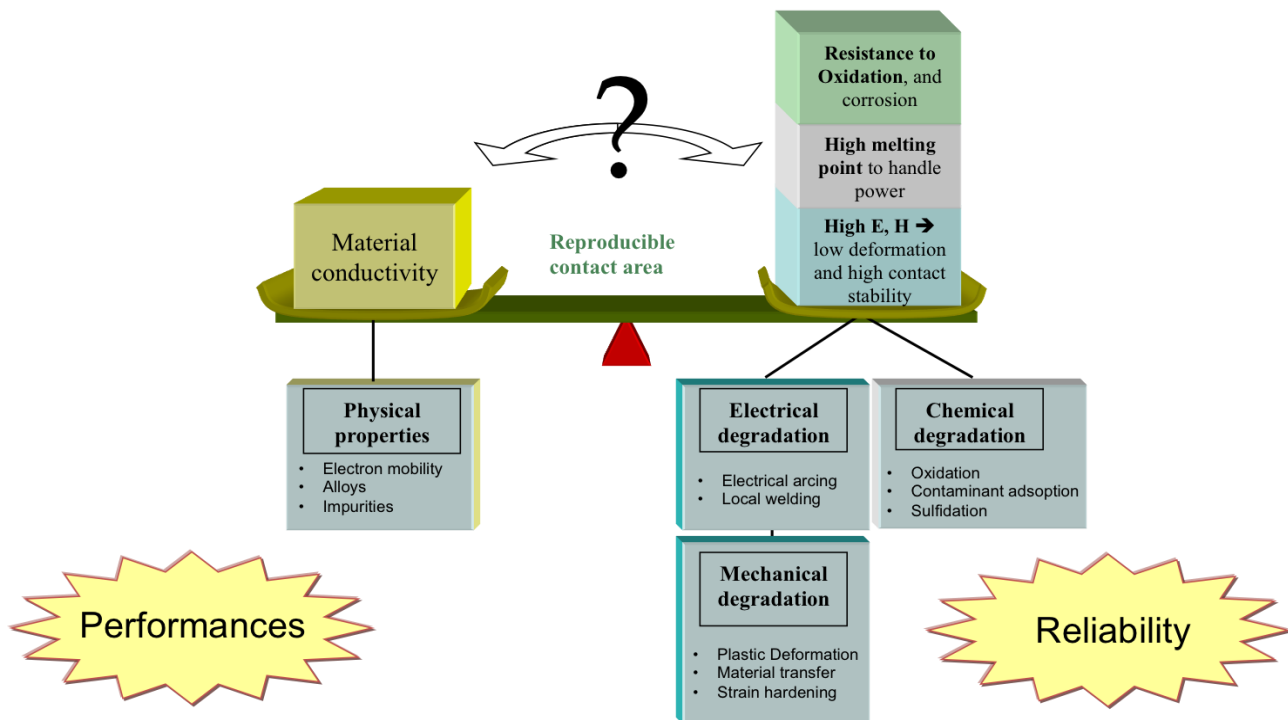 Resistance to
Oxidation, and
corrosion
High melting
point to handle
power
High E, H ➔
low deformation
and high contact
stability
?
Material
conductivity
Reproducible
contact area
Physical
properties
• Electron mobility
• Alloys
• Impurities
Electrical
degradation
• Electrical arcing
• Local welding
Chemical
degradation
• Oxidation
• Contaminant adsoption
• Sulfidation
Mechanical
degradation
• Plastic Deformation
• Material transfer
• Strain hardening
Performances
Reliability